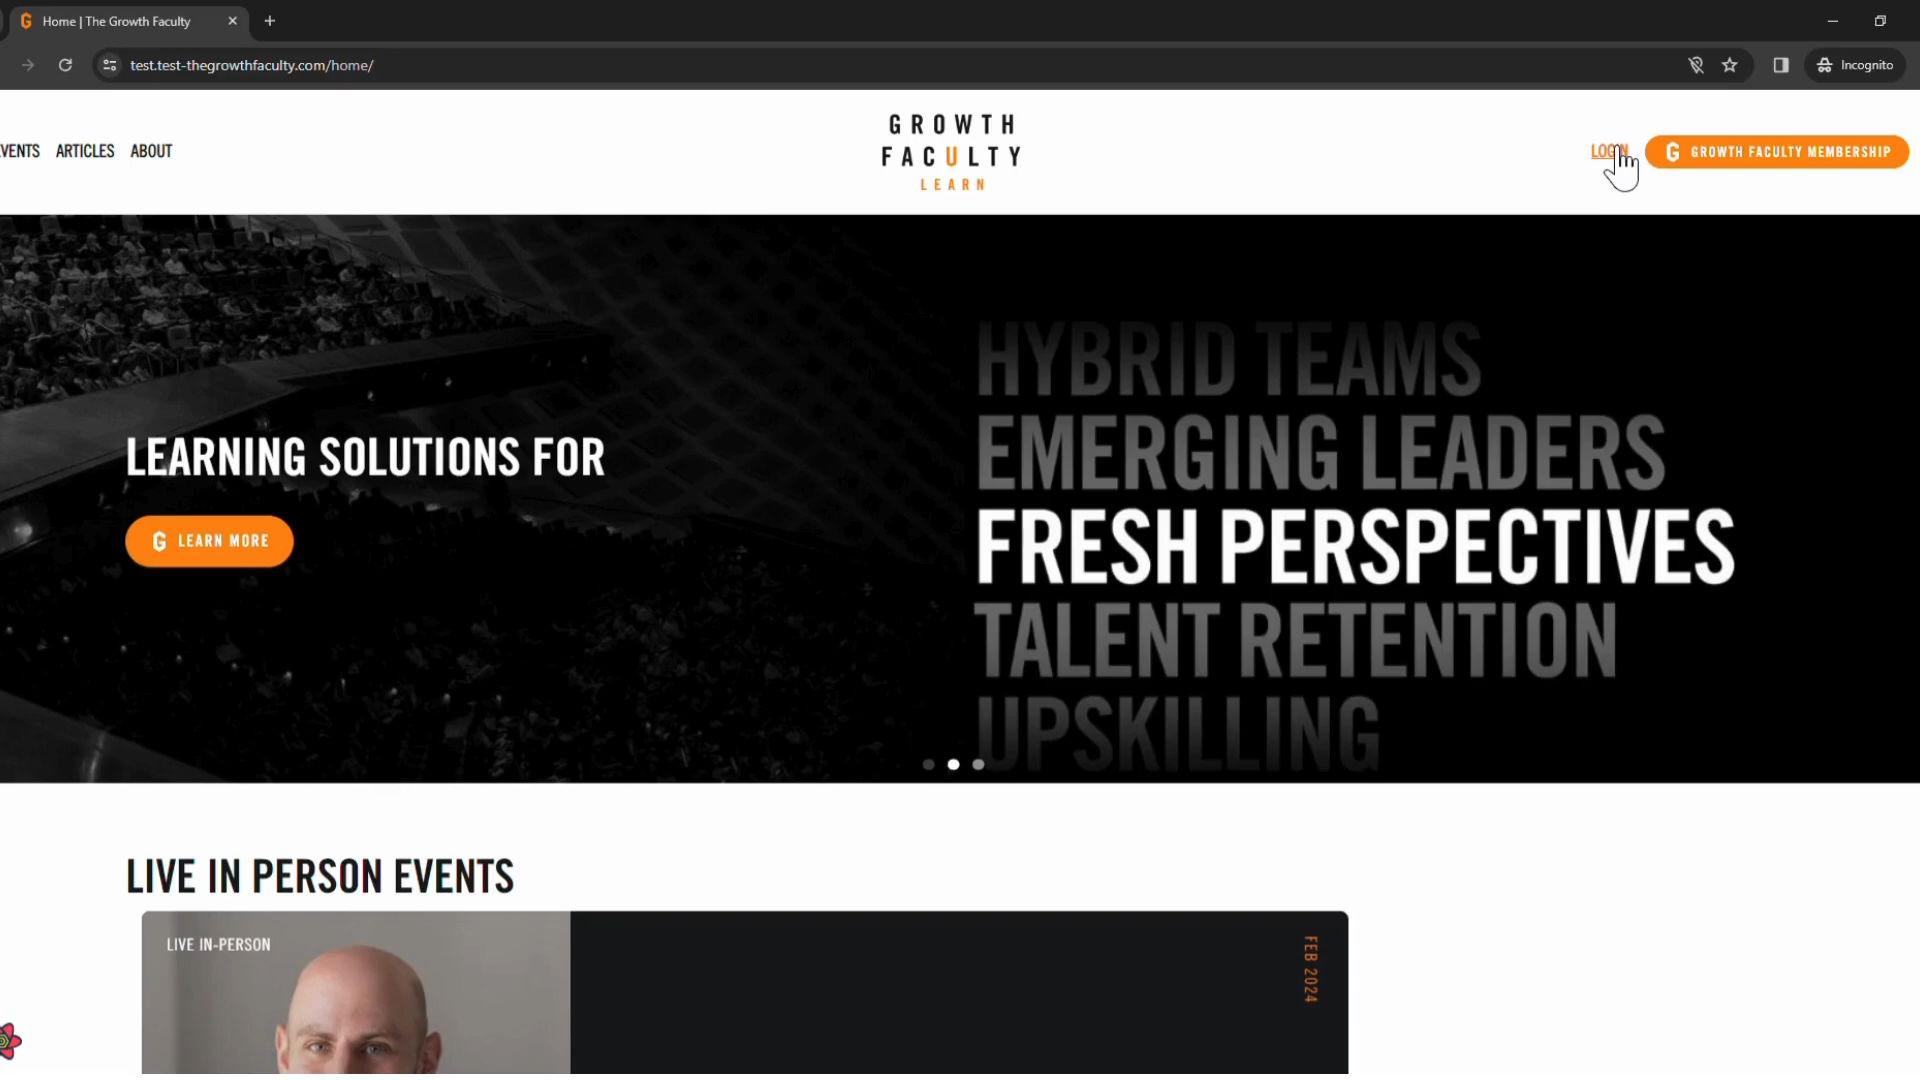 Home | The Growth Faculty
test.test-thegrowthfaculty.com/home/
Incognito
VENTS ARTICLES ABOUT
GROWTH
FACULTY
LEARN
LOGIN
GROWTH FACULTY MEMBERSHIP
LEARNING SOLUTIONS FOR
LEARN MORE
HYBRID TEAMS
EMERGING LEADERS
FRESH PERSPECTIVES
TALENT RETENTION
UPSKILLING
LIVE IN PERSON EVENTS
LIVE IN-PERSON
FEB 2024